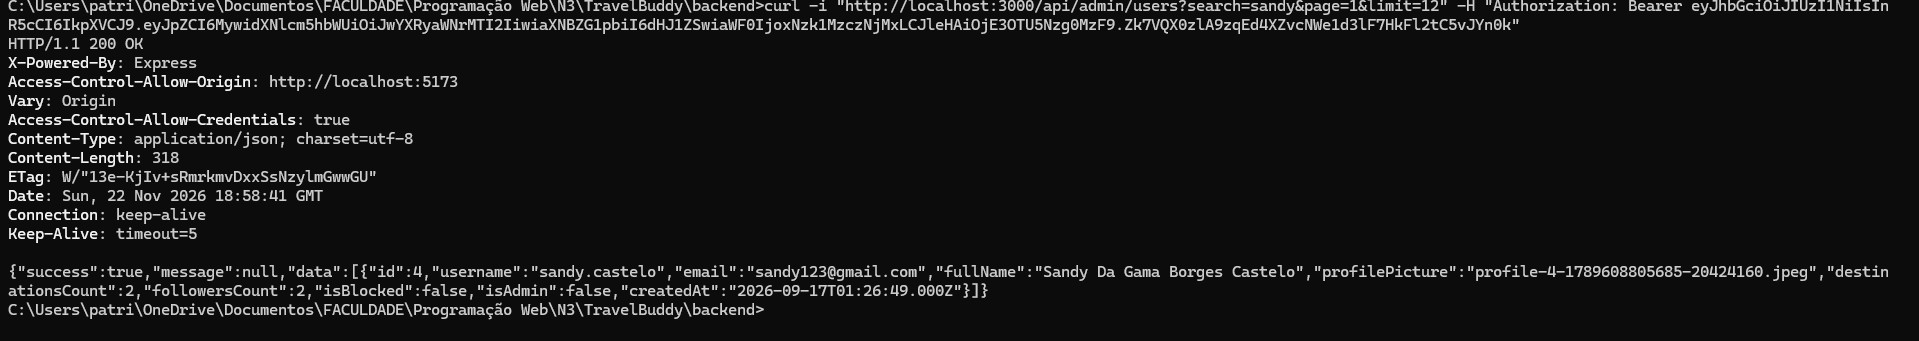 C:\Users\patri\OneDrive\Documentos\FACULDADE\Programação Web\N3\TravelBuddy\backend>curl -i "http://localhost:3000/api/admin/users?search=sandy&page=1&limit=12" -H "Authorization: Bearer eyJhbGciOiJIUzI1NiIsIn
R5cCI6IkpXVCJ9.eyJpZCI6MywidXNlcm5hbWUiOiJwYXRyaWNrMTI2IiwiaXNBZG1pbiI6dHJ1ZSwiaWF0IjoxNzk1MzczNjMxLCJleHAiOjE3OTU5Nzg0MzF9.Zk7VQX0zlA9zqEd4XZvcNWe1d3lF7HkFl2tC5vJYn0k"
HTTP/1.1 200 OK
X-Powered-By: Express
Access-Control-Allow-Origin: http://localhost:5173
Vary: Origin
Access-Control-Allow-Credentials: true
Content-Type: application/json; charset=utf-8
Content-Length: 318
ETag: W/"13e-KjIv+sRmrkmvDxxSsNzylmGwwGU"
Date: Sun, 22 Nov 2026 18:58:41 GMT
Connection: keep-alive
Keep-Alive: timeout=5

{"success":true,"message":null,"data":[{"id":4,"username":"sandy.castelo","email":"sandy123@gmail.com","fullName":"Sandy Da Gama Borges Castelo","profilePicture":"profile-4-1789608805685-20424160.jpeg","destin
ationsCount":2,"followersCount":2,"isBlocked":false,"isAdmin":false,"createdAt":"2026-09-17T01:26:49.000Z"}]}
C:\Users\patri\OneDrive\Documentos\FACULDADE\Programação Web\N3\TravelBuddy\backend>